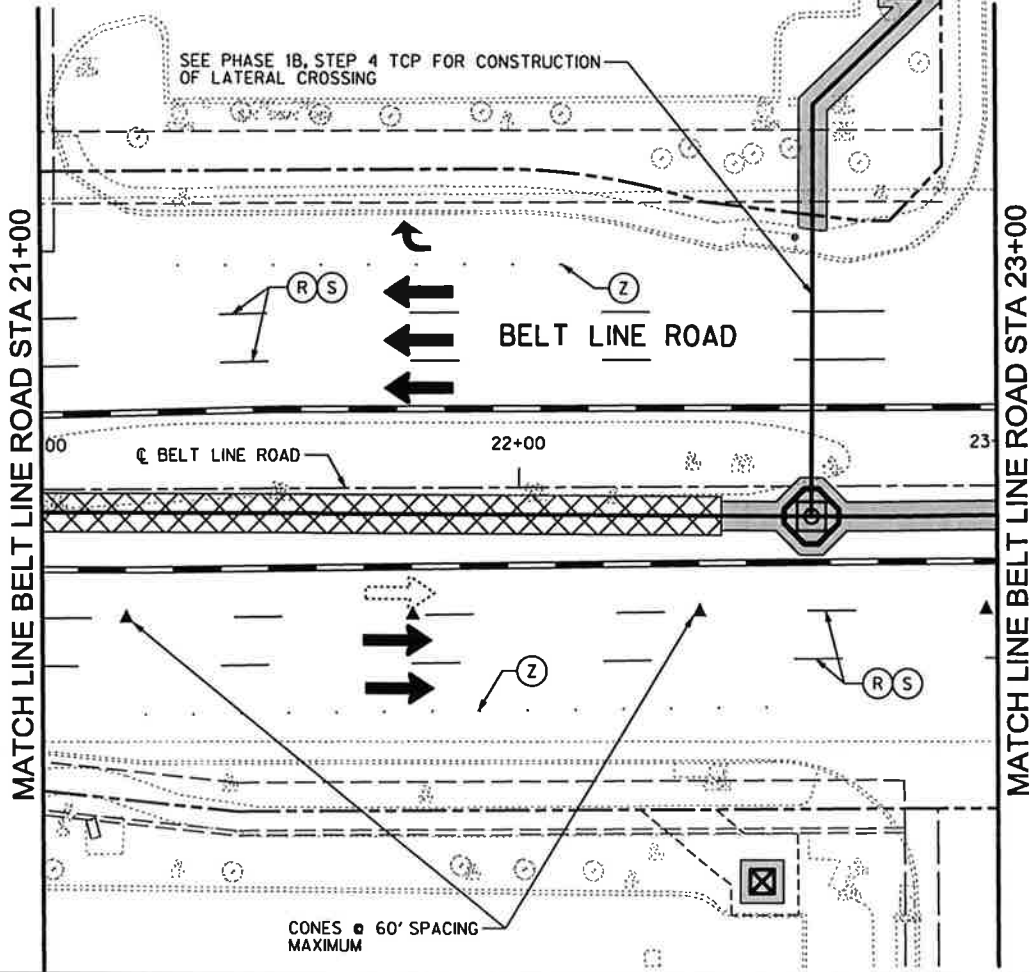 SEE PHASE 1B, STEP 4 TCP FOR CONSTRUCTION
OF LATERAL CROSSING
MATCH LINE BELT LINE ROAD STA 21+00
MATCH LINE BELT LINE ROAD STA 23+00
R S
Z
BELT LINE ROAD
00
22+00
23
℄ BELT LINE ROAD
Z
R S
CONES @ 60' SPACING
MAXIMUM